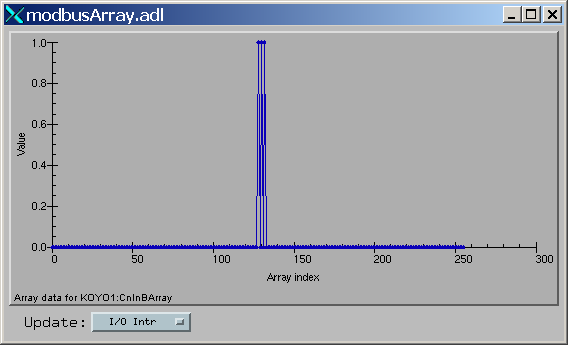 modbusArray.adl
1.0
0.8
0.6
0.4
0.2
0.0
Value
0 50 100 150 200 250 300
Array index
Array data for KOYO1:CnInBArray
Update: I/O Intr